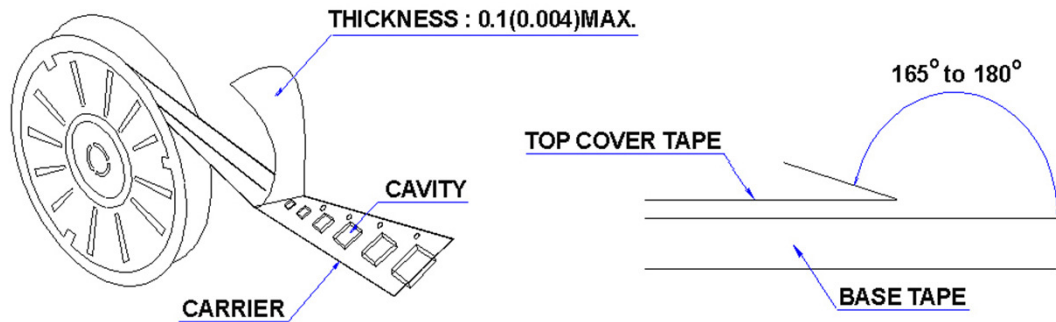 THICKNESS : 0.1(0.004)MAX.
CAVITY
CARRIER
165° to 180°
TOP COVER TAPE
BASE TAPE